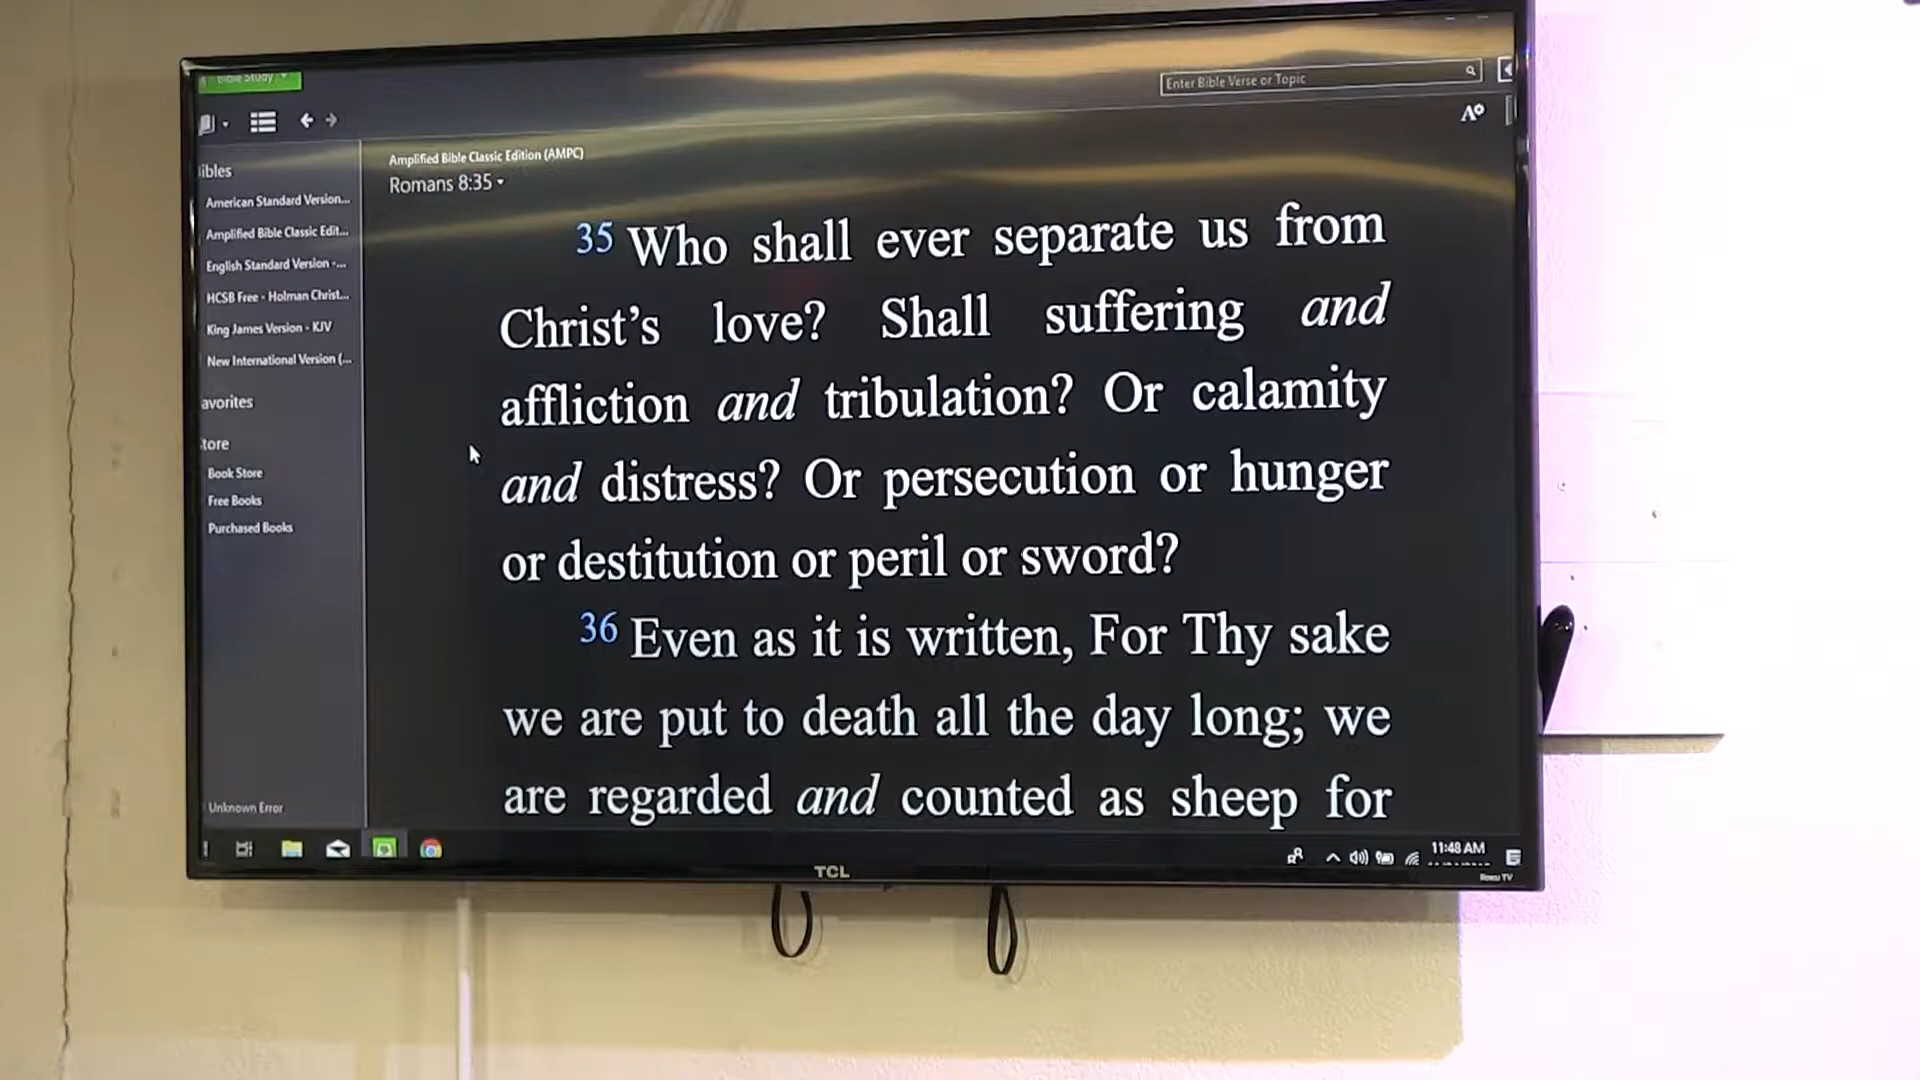 Bible Study
Enter Bible Verse or Topic
ibles
American Standard Version...
Amplified Bible Classic Edit...
English Standard Version -...
HCSB Free - Holman Christ...
King James Version - KJV
New International Version (...
avorites
tore
Book Store
Free Books
Purchased Books
Unknown Error
Amplified Bible Classic Edition (AMPC)
Romans 8:35
35 Who shall ever separate us from
Christ’s love? Shall suffering and
affliction and tribulation? Or calamity
and distress? Or persecution or hunger
or destitution or peril or sword?
36 Even as it is written, For Thy sake
we are put to death all the day long; we
are regarded and counted as sheep for
11:48 AM
TCL
Roku TV